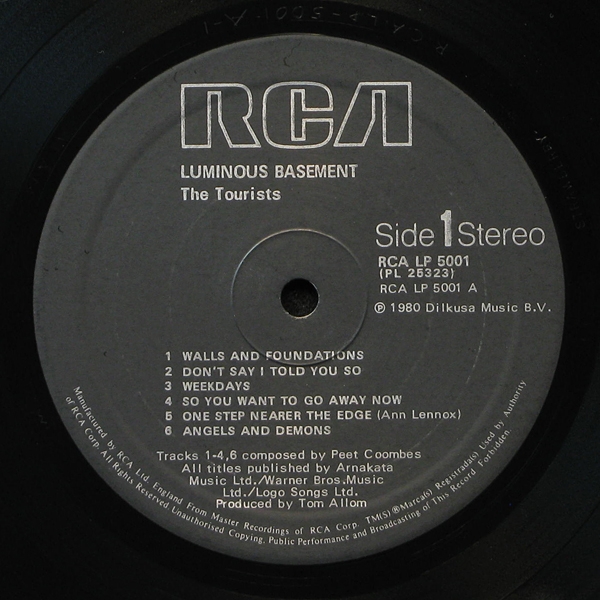 RCA LP-5001 A-1
RCA
LUMINOUS BASEMENT
The Tourists
Side 1 Stereo
RCA LP 5001
(PL 25323)
RCA LP 5001 A
℗ 1980 Dilkusa Music B.V.
1 WALLS AND FOUNDATIONS
2 DON'T SAY I TOLD YOU SO
3 WEEKDAYS
4 SO YOU WANT TO GO AWAY NOW
5 ONE STEP NEARER THE EDGE (Ann Lennox)
6 ANGELS AND DEMONS
Tracks 1-4,6 composed by Peet Coombes
All titles published by Arnakata
Music Ltd./Warner Bros.Music
Ltd./Logo Songs Ltd.
Produced by Tom Allom
Manufactured by RCA Ltd. England From Master Recordings of RCA Corp. TM(S)®Marca(s) Registrada(s) Used by Authority
of RCA Corp. All Rights Reserved. Unauthorised Copying, Public Performance and Broadcasting of This Record Forbidden.